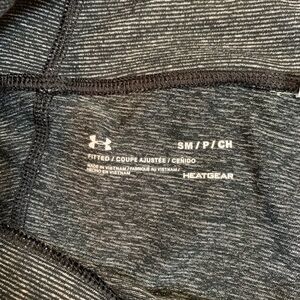 SM / P / CH
FITTED / COUPE AJUSTÉE / CEÑIDO
MADE IN VIETNAM / FABRIQUÉ AU VIETNAM /
HECHO EN VIETNAM
HEATGEAR